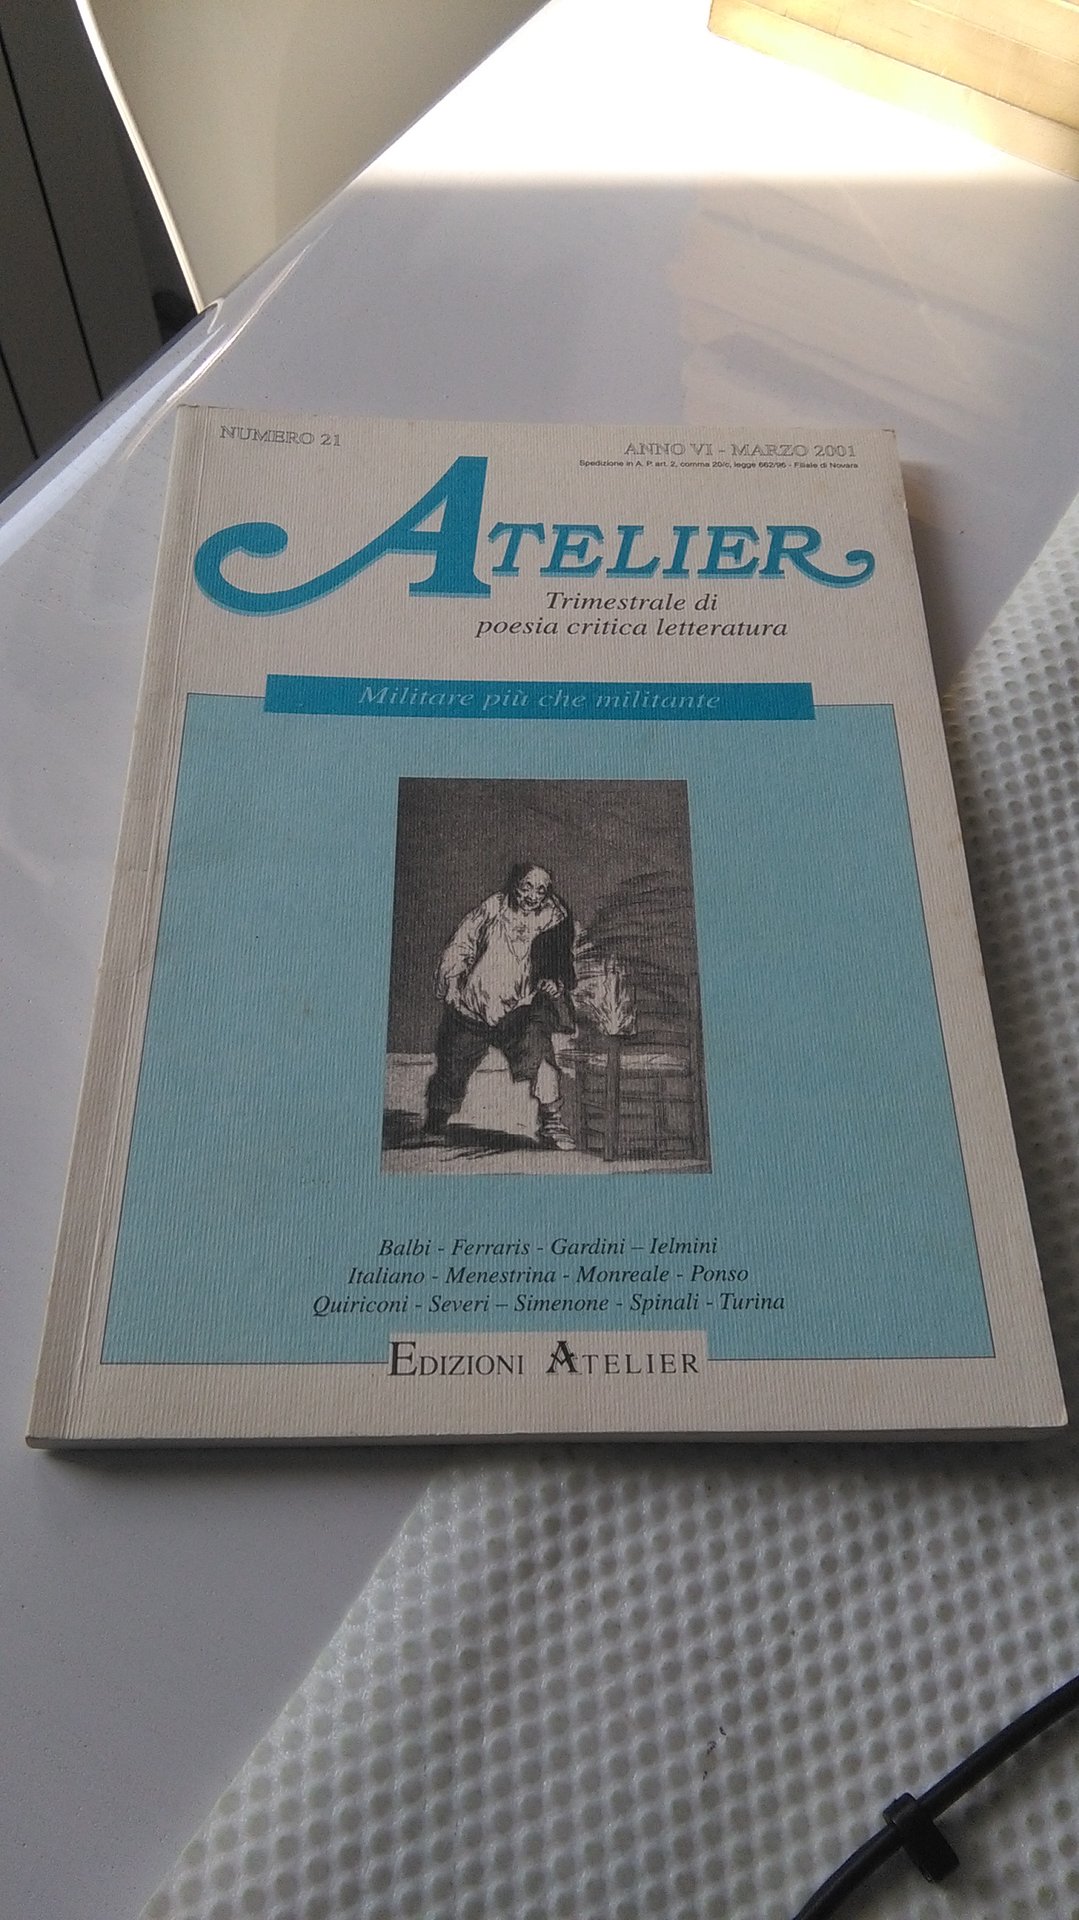 NUMERO 21
ANNO VI - MARZO 2001
Spedizione in A. P. art. 2, comma 20/c, legge 662/96 - Filiale di Novara
ATELIER
Trimestrale di
poesia critica letteratura
Militare più che militante
Balbi - Ferraris - Gardini – Ielmini
Italiano - Menestrina - Monreale - Ponso
Quiriconi - Severi – Simenone - Spinali - Turina
EDIZIONI ATELIER